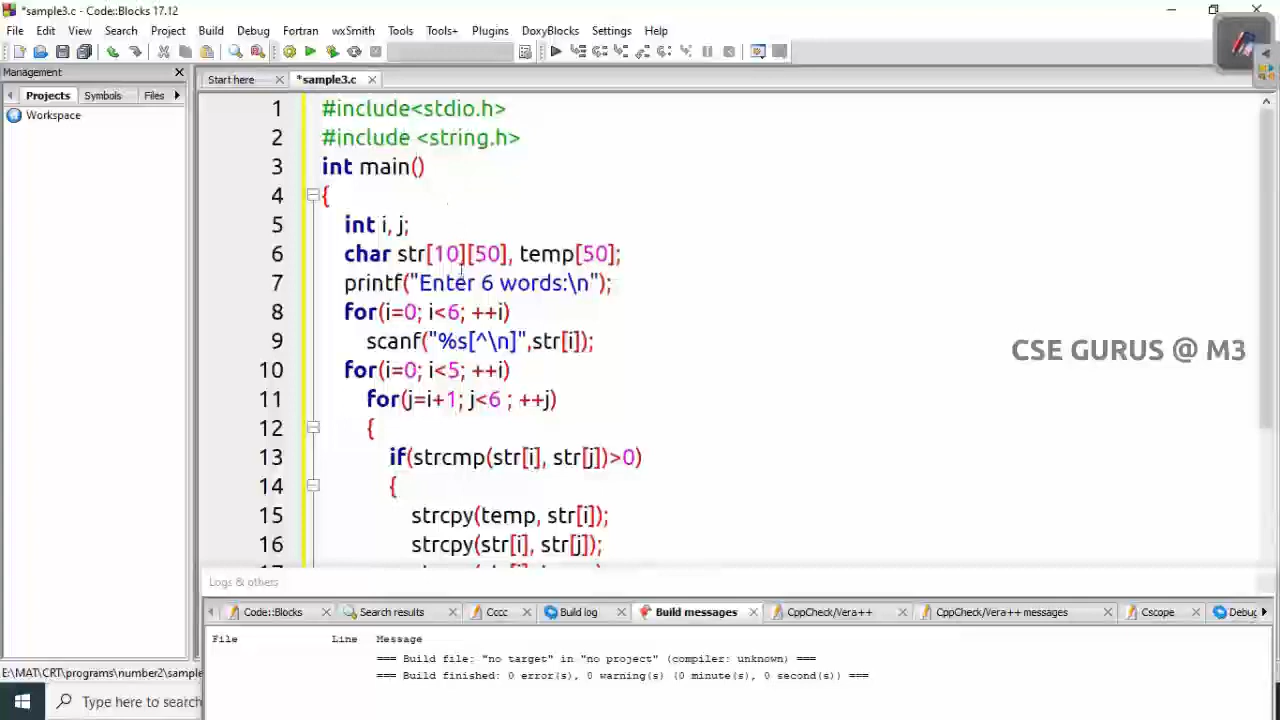 *sample3.c - Code::Blocks 17.12
File Edit View Search Project Build Debug Fortran wxSmith Tools Tools+ Plugins DoxyBlocks Settings Help
Management
Start here *sample3.c
Projects Symbols Files
Workspace
1 #include<stdio.h>
2 #include <string.h>
3 int main()
4 {
5 int i, j;
6 char str[10][50], temp[50];
7 printf("Enter 6 words:\n");
8 for(i=0; i<6; ++i)
9 scanf("%s[^\n]",str[i]);
CSE GURUS @ M3
10 for(i=0; i<5; ++i)
11 for(j=i+1; j<6 ; ++j)
12 {
13 if(strcmp(str[i], str[j])>0)
14 {
15 strcpy(temp, str[i]);
16 strcpy(str[i], str[j]);
Logs & others
Code::Blocks Search results Cccc Build log Build messages CppCheck/Vera++ CppCheck/Vera++ messages Cscope Debug
File Line Message
=== Build file: "no target" in "no project" (compiler: unknown) ===
=== Build finished: 0 error(s), 0 warning(s) (0 minute(s), 0 second(s)) ===
E:\MAT\CRT\programs\number2\sample
Type here to search